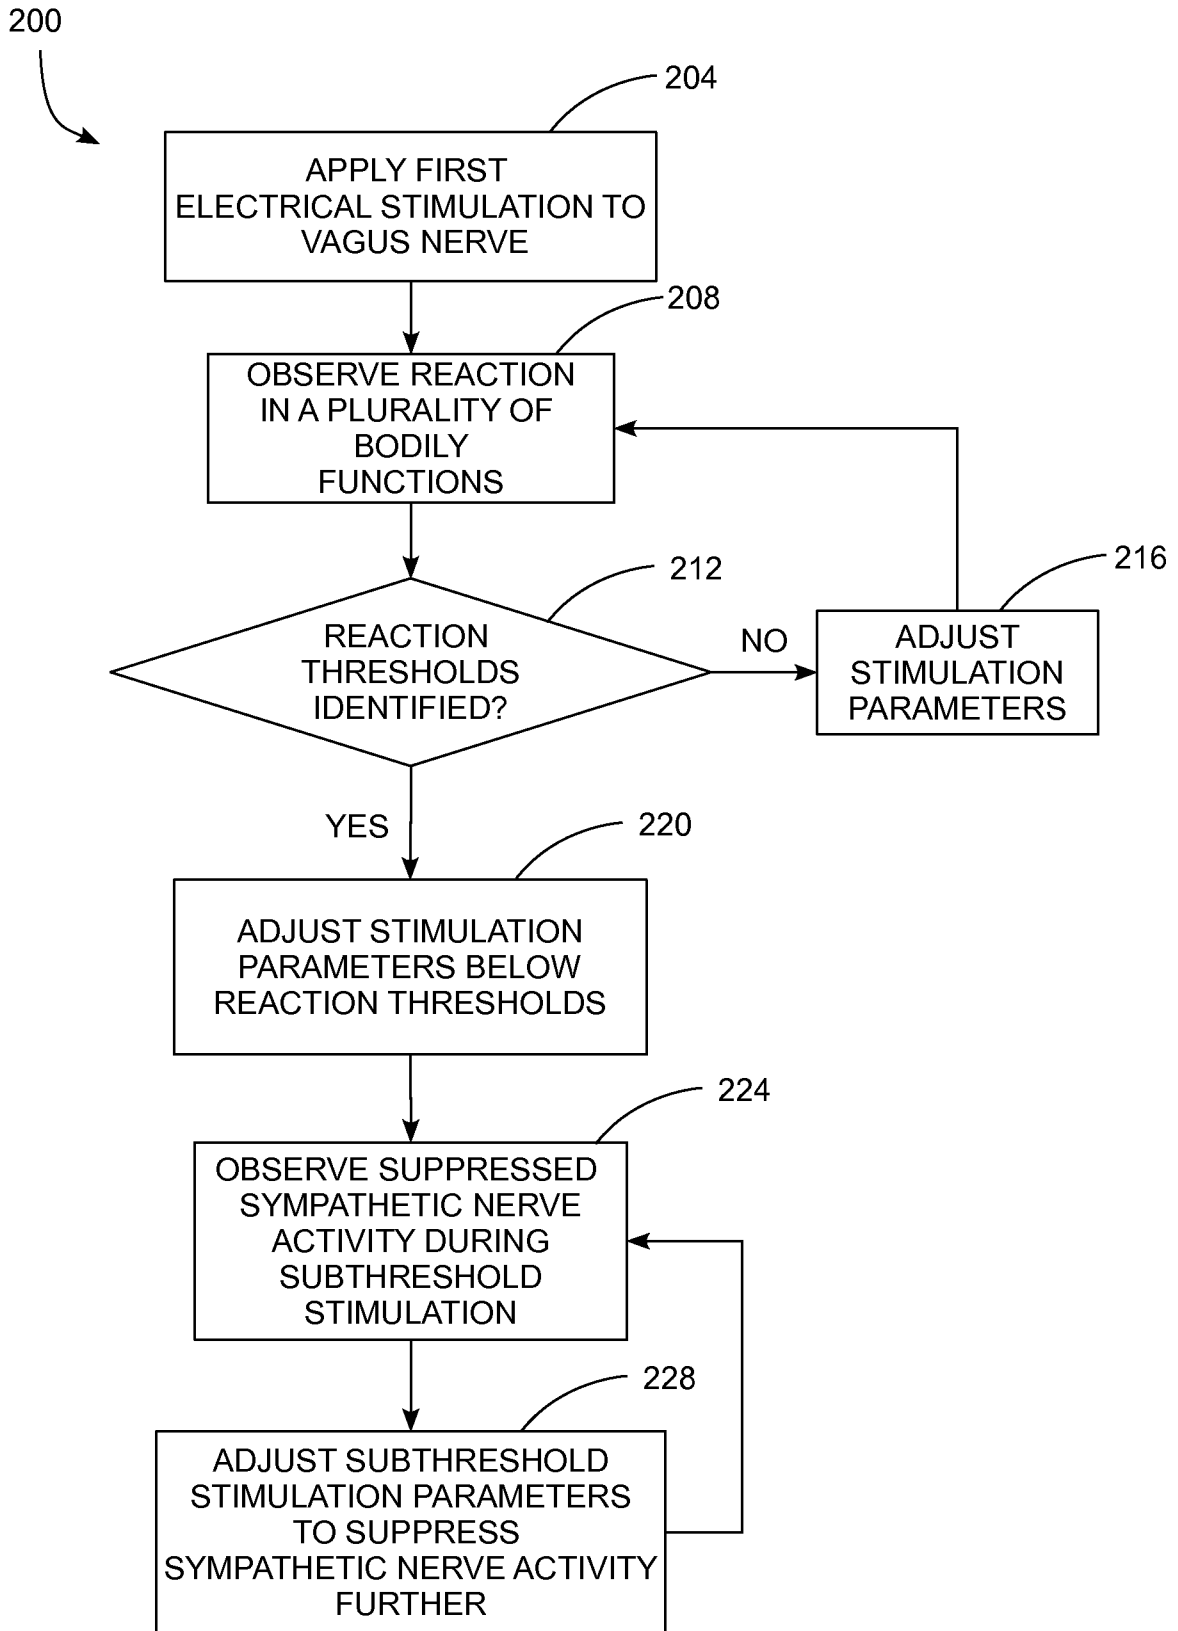 200
204
APPLY FIRST
ELECTRICAL STIMULATION TO
VAGUS NERVE
208
OBSERVE REACTION
IN A PLURALITY OF
BODILY
FUNCTIONS
212
REACTION
THRESHOLDS
IDENTIFIED?
NO
216
ADJUST
STIMULATION
PARAMETERS
YES
220
ADJUST STIMULATION
PARAMETERS BELOW
REACTION THRESHOLDS
224
OBSERVE SUPPRESSED
SYMPATHETIC NERVE
ACTIVITY DURING
SUBTHRESHOLD
STIMULATION
228
ADJUST SUBTHRESHOLD
STIMULATION PARAMETERS
TO SUPPRESS
SYMPATHETIC NERVE ACTIVITY
FURTHER